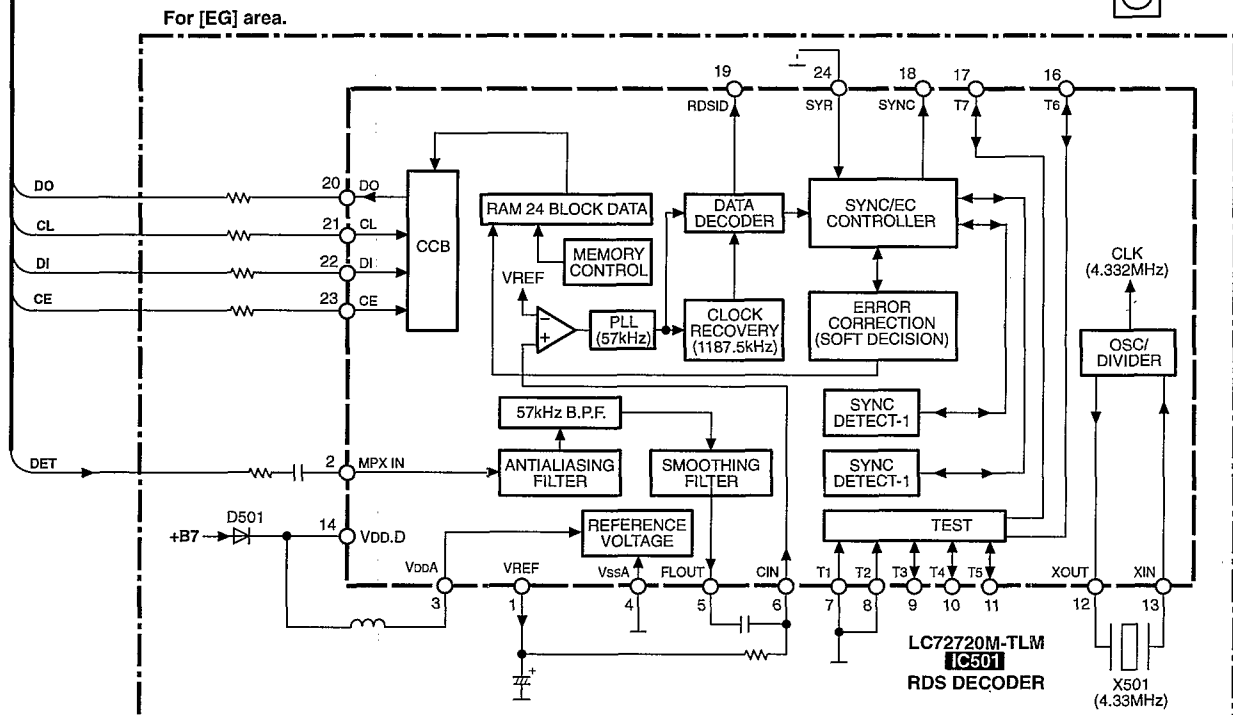 For [EG] area.
19
24
18
17
16
RDSID
SYR
SYNC
T7
T6
DO
20
DO
CL
21
CL
DI
22
DI
CE
23
CE
CCB
RAM 24 BLOCK DATA
MEMORY
CONTROL
DATA
DECODER
SYNC/EC
CONTROLLER
VREF
−
+
PLL
(57kHz)
CLOCK
RECOVERY
(1187.5kHz)
ERROR
CORRECTION
(SOFT DECISION)
CLK
(4.332MHz)
OSC/
DIVIDER
57kHz B.P.F.
SYNC
DETECT-1
DET
2
MPX IN
ANTIALIASING
FILTER
SMOOTHING
FILTER
SYNC
DETECT-1
+B7
D501
14
VDD.D
REFERENCE
VOLTAGE
TEST
VDDA
VREF
VssA
FLOUT
CIN
T1
T2
T3
T4
T5
XOUT
XIN
3
1
4
5
6
7
8
9
10
11
12
13
+
LC72720M-TLM
IC501
RDS DECODER
X501
(4.33MHz)